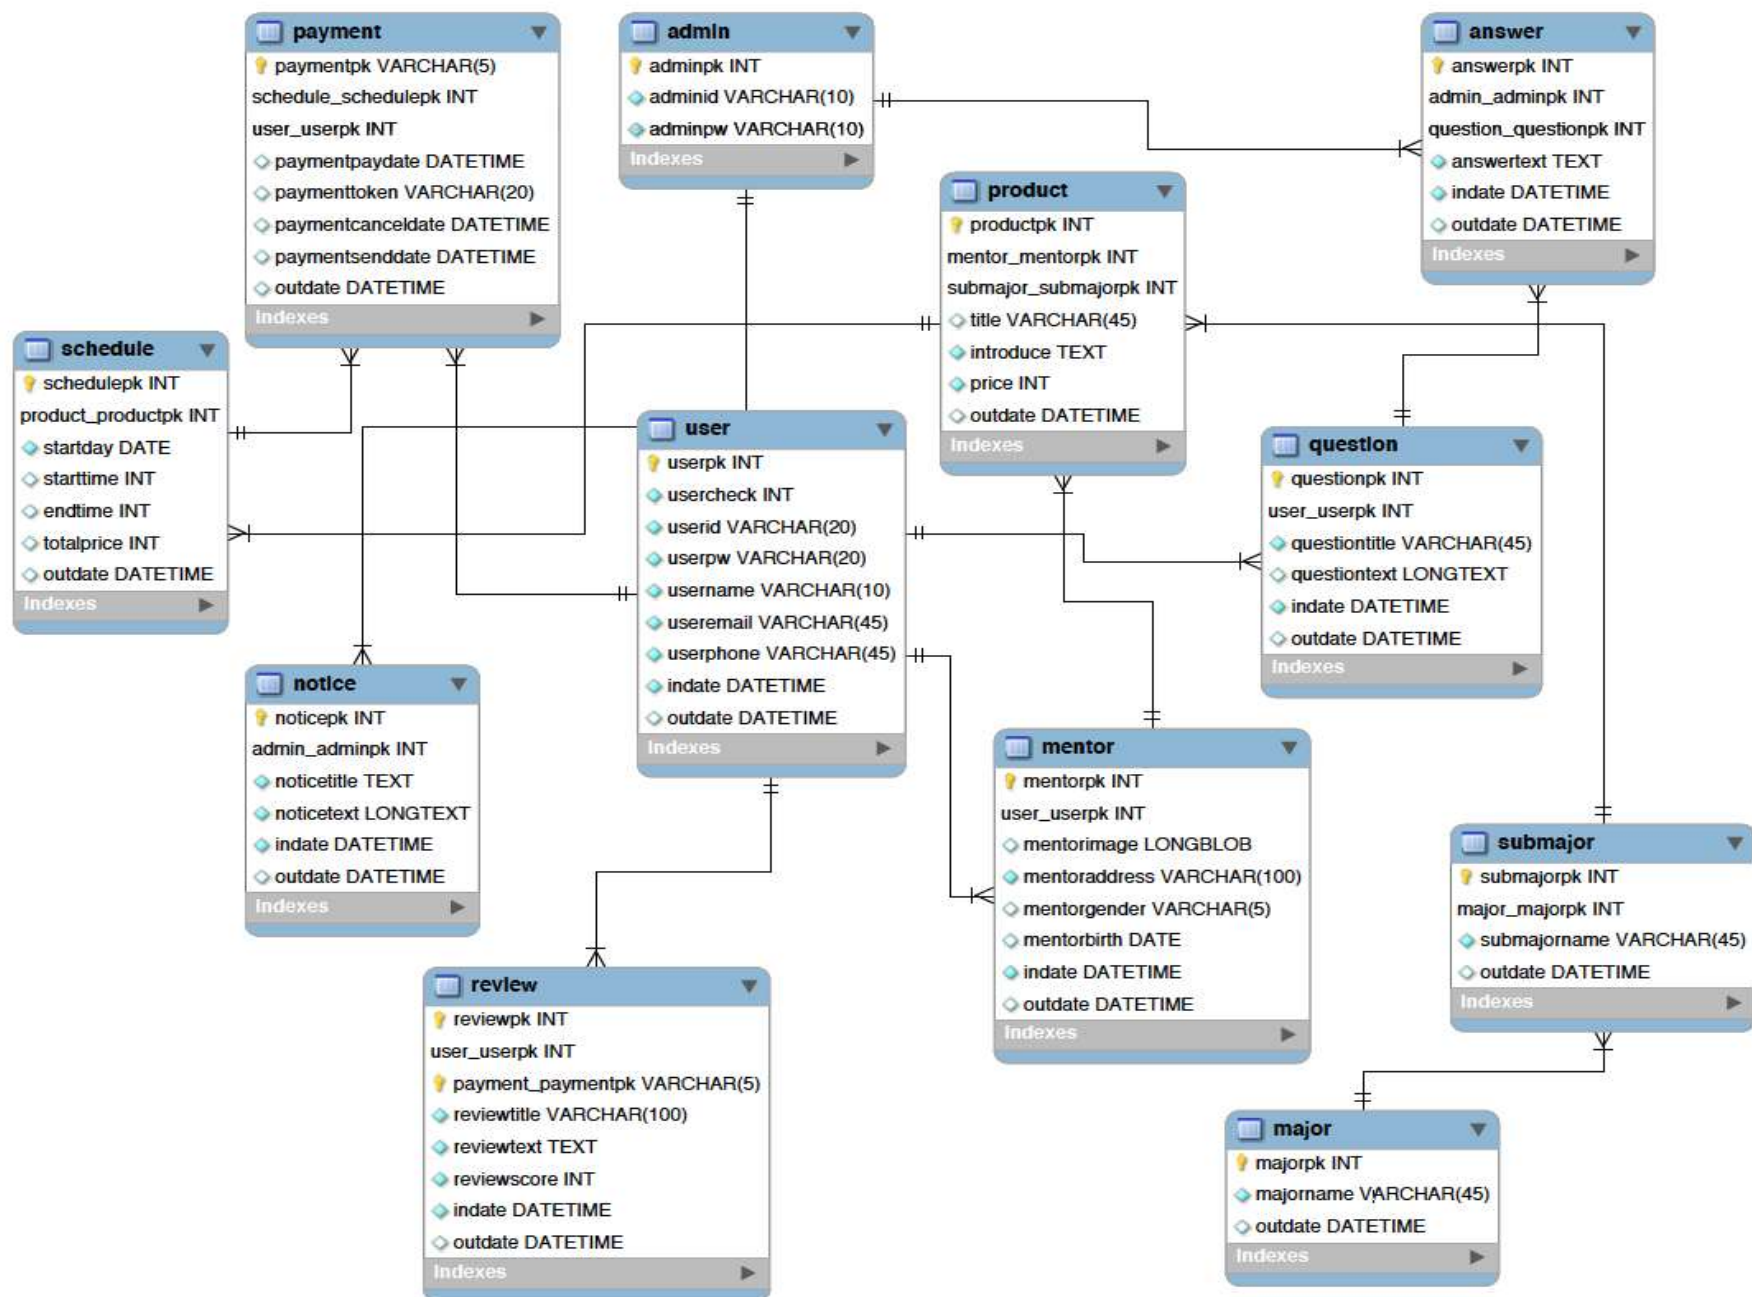 payment
paymentpk VARCHAR(5)
schedule_schedulepk INT
user_userpk INT
paymentpaydate DATETIME
paymenttoken VARCHAR(20)
paymentcanceldate DATETIME
paymentsenddate DATETIME
outdate DATETIME
Indexes
admin
adminpk INT
adminid VARCHAR(10)
adminpw VARCHAR(10)
Indexes
answer
answerpk INT
admin_adminpk INT
question_questionpk INT
answertext TEXT
indate DATETIME
outdate DATETIME
Indexes
product
productpk INT
mentor_mentorpk INT
submajor_submajorpk INT
title VARCHAR(45)
introduce TEXT
price INT
outdate DATETIME
Indexes
schedule
schedulepk INT
product_productpk INT
startday DATE
starttime INT
endtime INT
totalprice INT
outdate DATETIME
Indexes
user
userpk INT
usercheck INT
userid VARCHAR(20)
userpw VARCHAR(20)
username VARCHAR(10)
useremail VARCHAR(45)
userphone VARCHAR(45)
indate DATETIME
outdate DATETIME
Indexes
question
questionpk INT
user_userpk INT
questiontitle VARCHAR(45)
questiontext LONGTEXT
indate DATETIME
outdate DATETIME
Indexes
notice
noticepk INT
admin_adminpk INT
noticetitle TEXT
noticetext LONGTEXT
indate DATETIME
outdate DATETIME
Indexes
mentor
mentorpk INT
user_userpk INT
mentorimage LONGBLOB
mentoraddress VARCHAR(100)
mentorgender VARCHAR(5)
mentorbirth DATE
indate DATETIME
outdate DATETIME
Indexes
submajor
submajorpk INT
major_majorpk INT
submajorname VARCHAR(45)
outdate DATETIME
Indexes
review
reviewpk INT
user_userpk INT
payment_paymentpk VARCHAR(5)
reviewtitle VARCHAR(100)
reviewtext TEXT
reviewscore INT
indate DATETIME
outdate DATETIME
Indexes
major
majorpk INT
majorname VARCHAR(45)
outdate DATETIME
Indexes